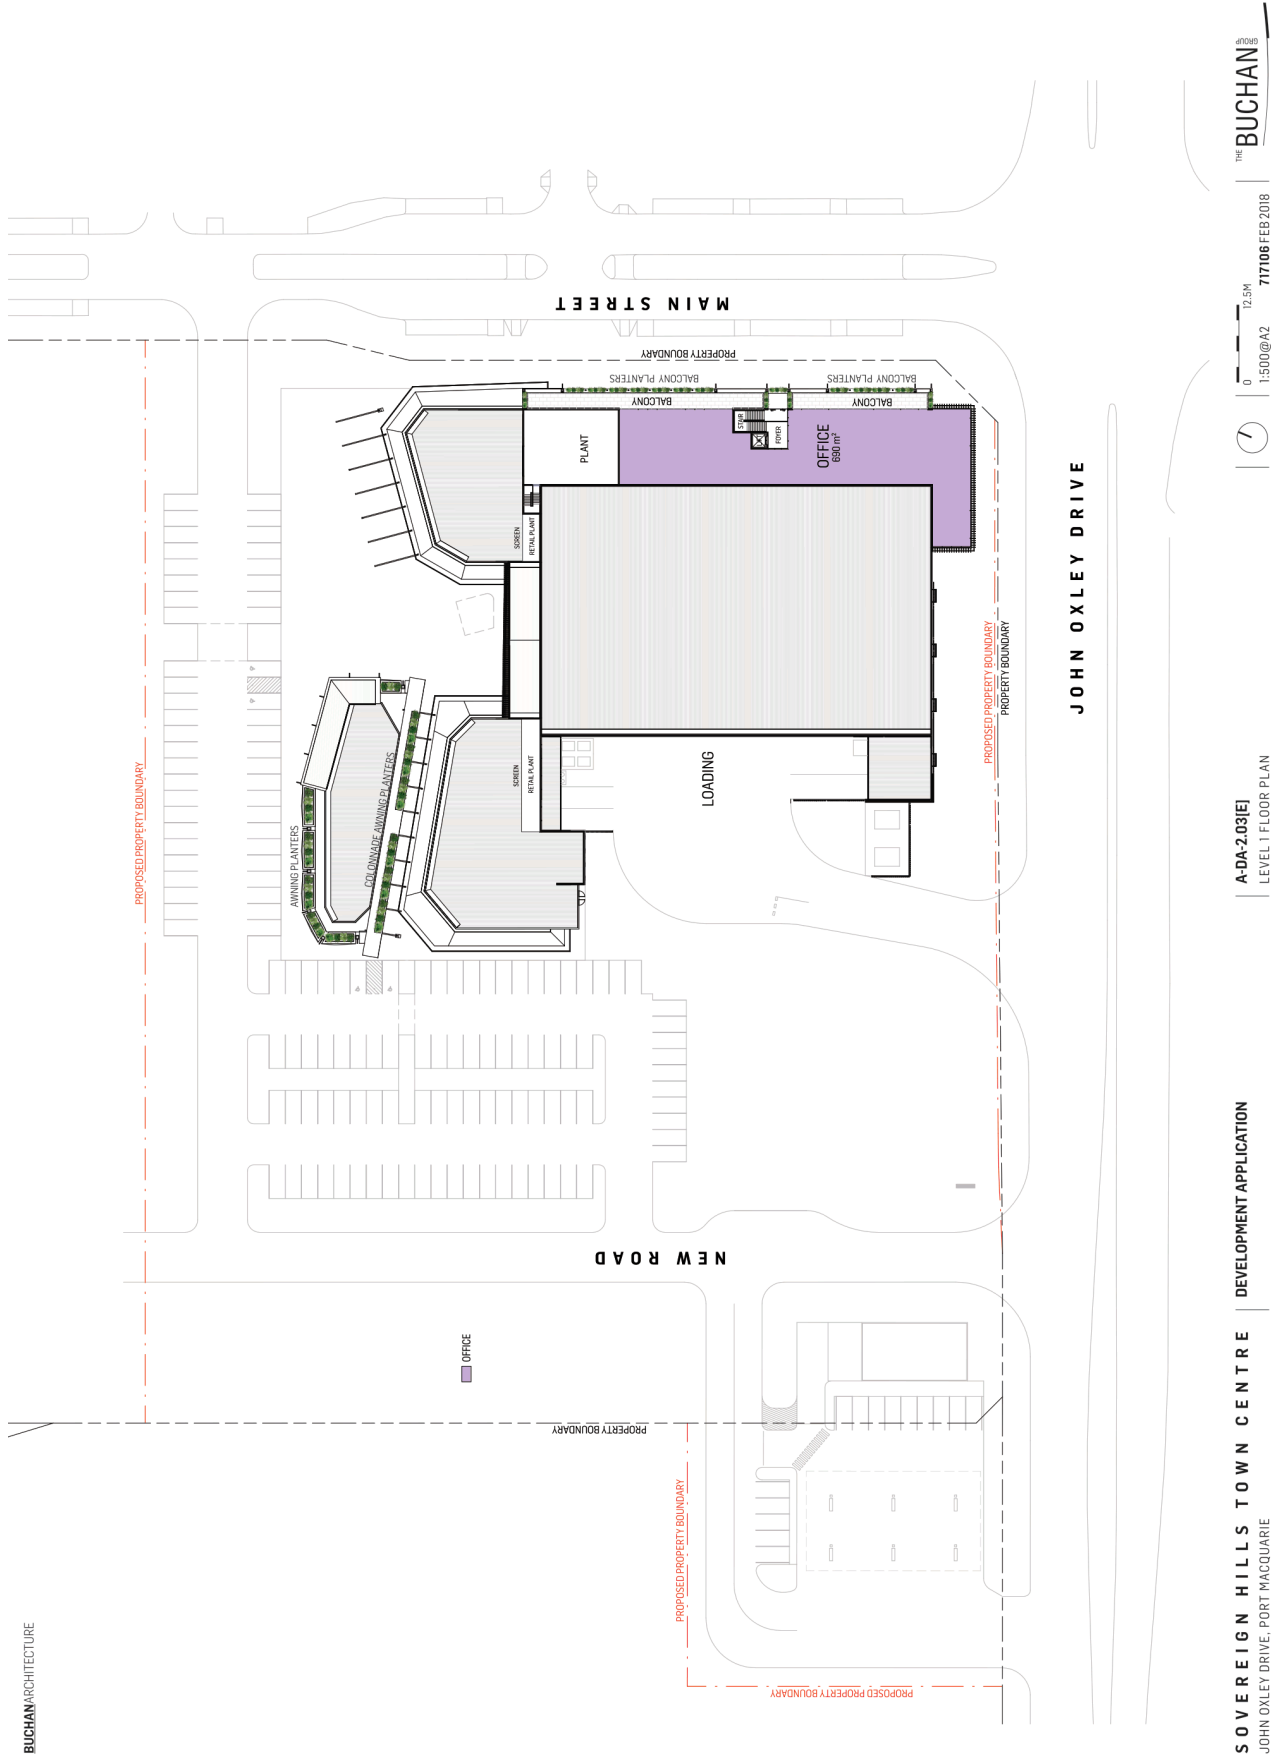 BUCHANARCHITECTURE
MAIN STREET
PROPERTY BOUNDARY
BALCONY PLANTERS
BALCONY PLANTERS
BALCONY
BALCONY
STAIR
FOYER
PLANT
OFFICE
690 m²
SCREEN
RETAIL PLANT
SCREEN
RETAIL PLANT
LOADING
AWNING PLANTERS
COLONNADE AWNING PLANTERS
PROPOSED PROPERTY BOUNDARY
PROPOSED PROPERTY BOUNDARY
PROPERTY BOUNDARY
JOHN OXLEY DRIVE
NEW ROAD
OFFICE
PROPERTY BOUNDARY
PROPOSED PROPERTY BOUNDARY
PROPOSED PROPERTY BOUNDARY
SOVEREIGN HILLS TOWN CENTRE
JOHN OXLEY DRIVE, PORT MACQUARIE
DEVELOPMENT APPLICATION
A-DA-2.03[E]
LEVEL 1 FLOOR PLAN
0 12.5M
1:500@A2 717106 FEB 2018
THE BUCHAN GROUP